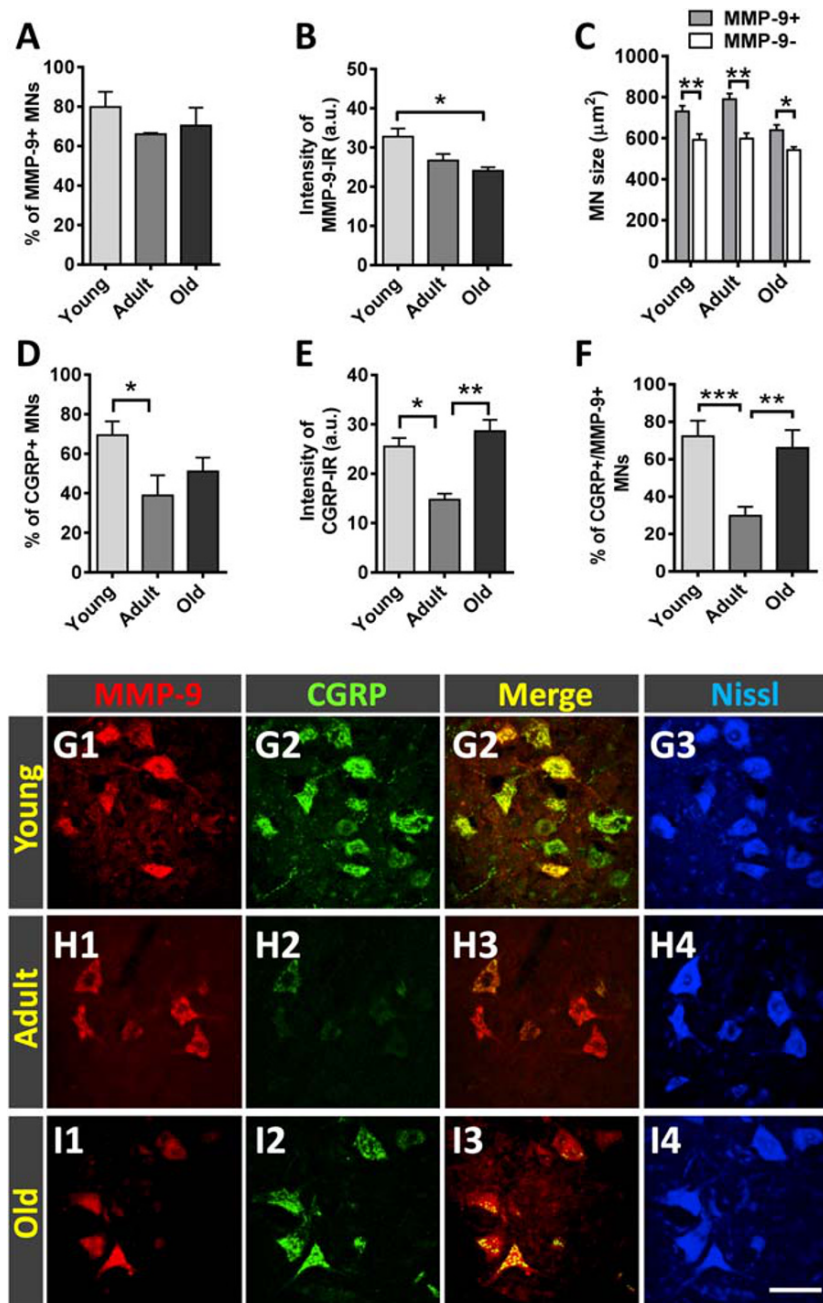 A
% of MMP-9+ MNs
100
80
60
40
20
0
Young
Adult
Old
B
Intensity of
MMP-9-IR (a.u.)
50
40
30
20
10
0
*
Young
Adult
Old
C
MMP-9+
MMP-9-
MN size (μm²)
1000
800
600
400
200
0
**
**
*
Young
Adult
Old
D
% of CGRP+ MNs
100
80
60
40
20
0
*
Young
Adult
Old
E
Intensity of
CGRP-IR (a.u.)
40
30
20
10
0
*
**
Young
Adult
Old
F
% of CGRP+/MMP-9+
MNs
100
80
60
40
20
0
***
**
Young
Adult
Old
MMP-9 CGRP Merge Nissl
Young
G1 G2 G2 G3
Adult
H1 H2 H3 H4
Old
I1 I2 I3 I4